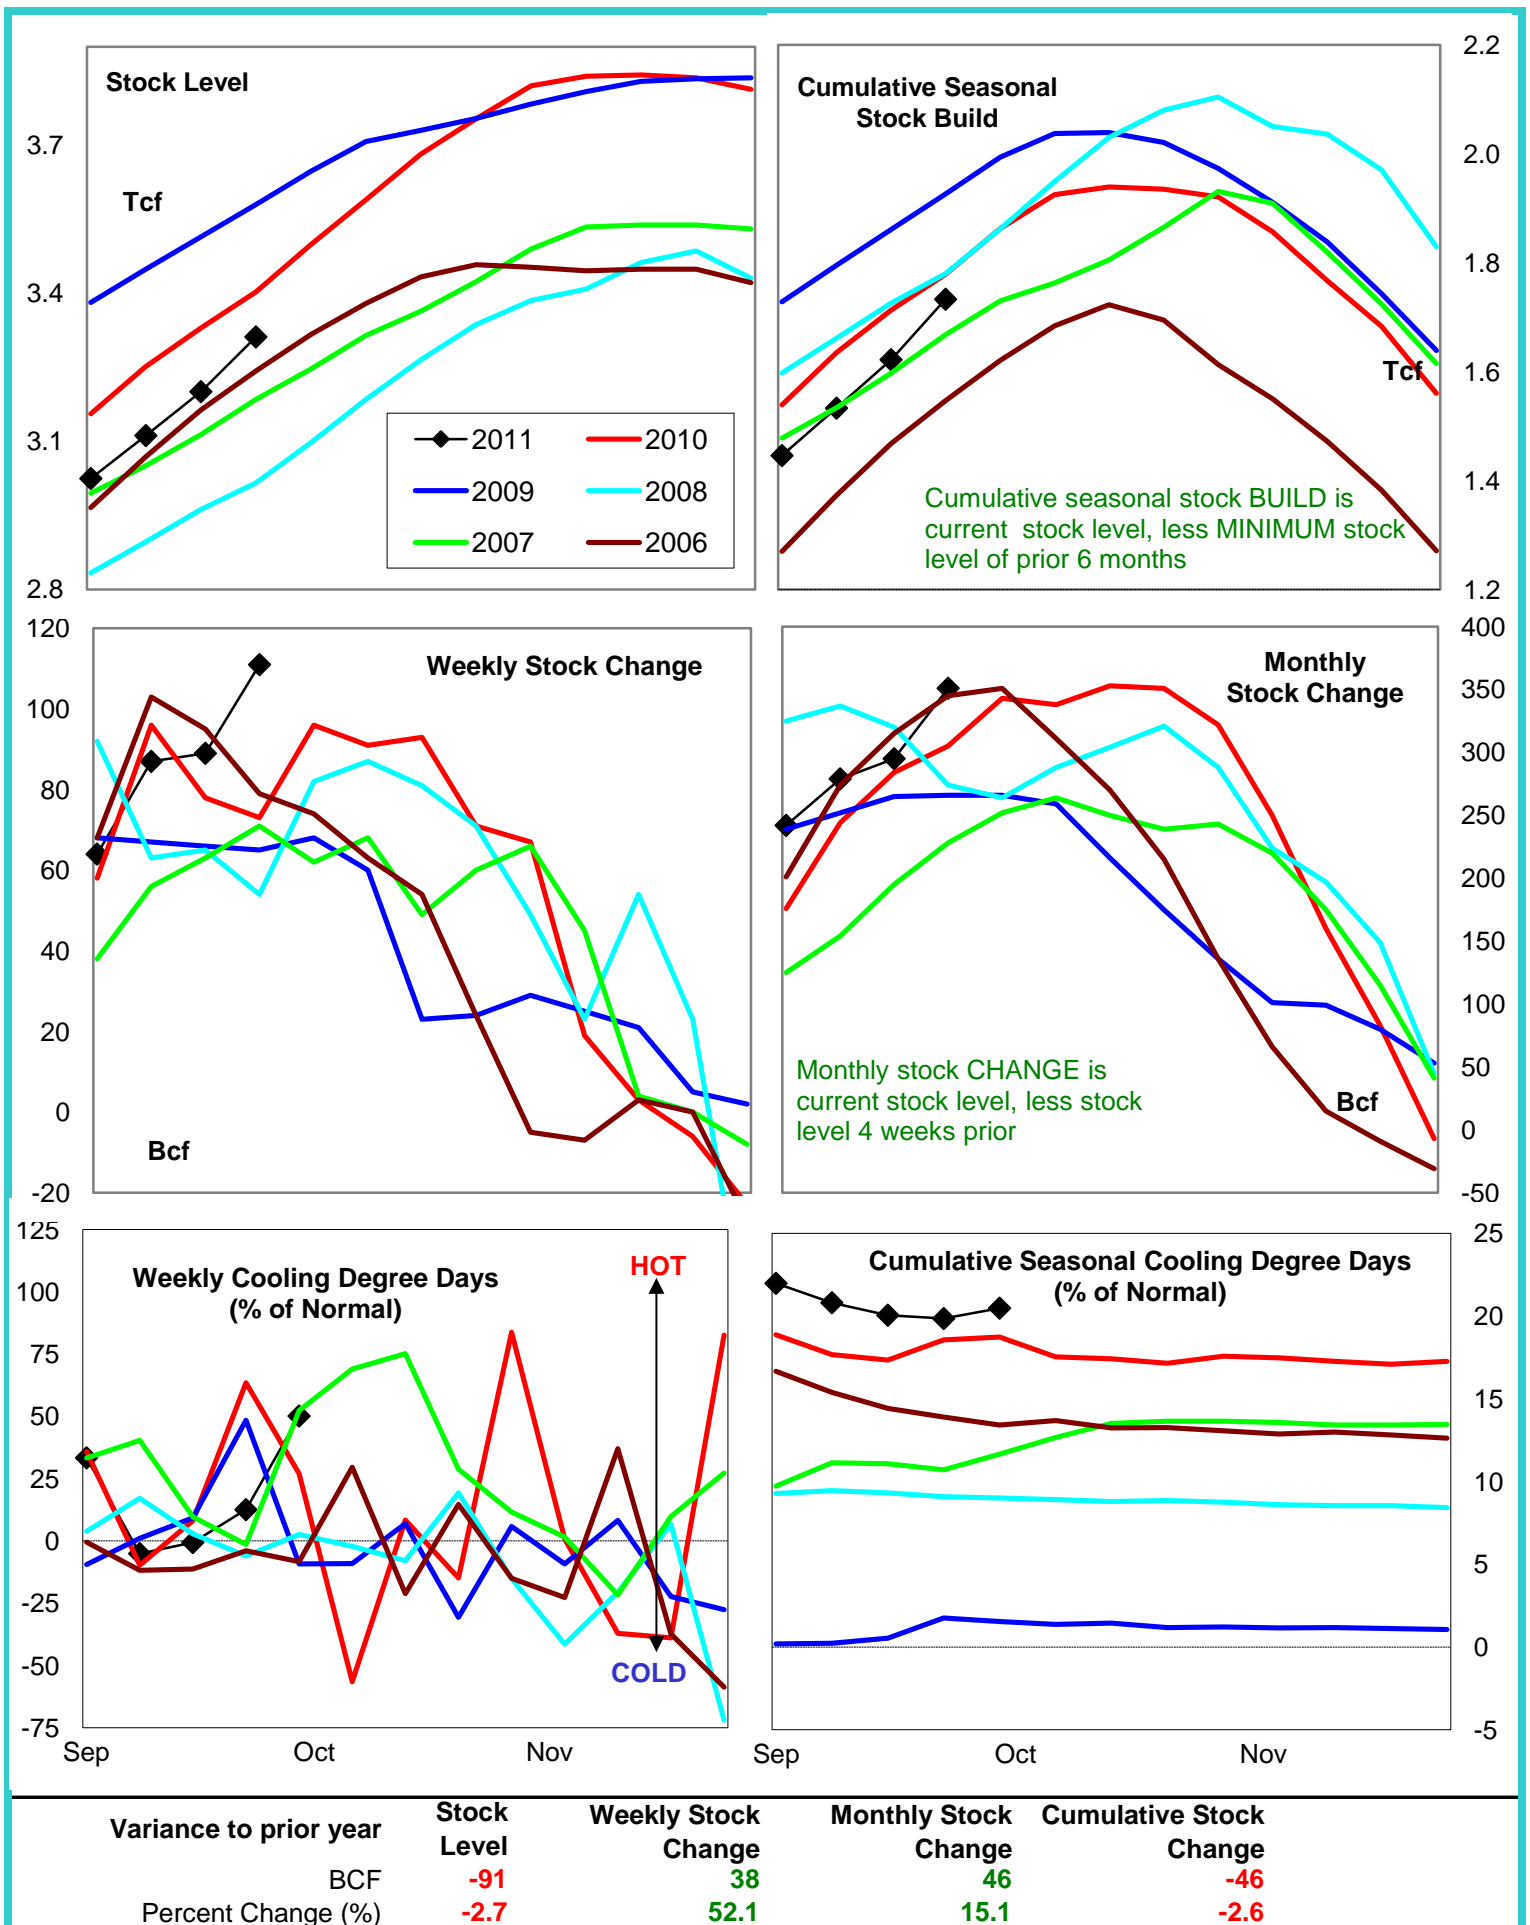 Stock Level
Tcf
3.7
3.4
3.1
2.8
2011
2010
2009
2008
2007
2006
Cumulative Seasonal
Stock Build
2.2
2.0
1.8
1.6
1.4
1.2
Tcf
Cumulative seasonal stock BUILD is
current stock level, less MINIMUM stock
level of prior 6 months
120
100
80
60
40
20
0
-20
Weekly Stock Change
Bcf
Monthly
Stock Change
400
350
300
250
200
150
100
50
0
-50
Monthly stock CHANGE is
current stock level, less stock
level 4 weeks prior
Bcf
125
100
75
50
25
0
-25
-50
-75
Weekly Cooling Degree Days
(% of Normal)
HOT
COLD
Sep
Oct
Nov
Cumulative Seasonal Cooling Degree Days
(% of Normal)
25
20
15
10
5
0
-5
Sep
Oct
Nov
Variance to prior year
Stock
Level
Weekly Stock
Change
Monthly Stock
Change
Cumulative Stock
Change
BCF -91 38 46 -46
Percent Change (%) -2.7 52.1 15.1 -2.6